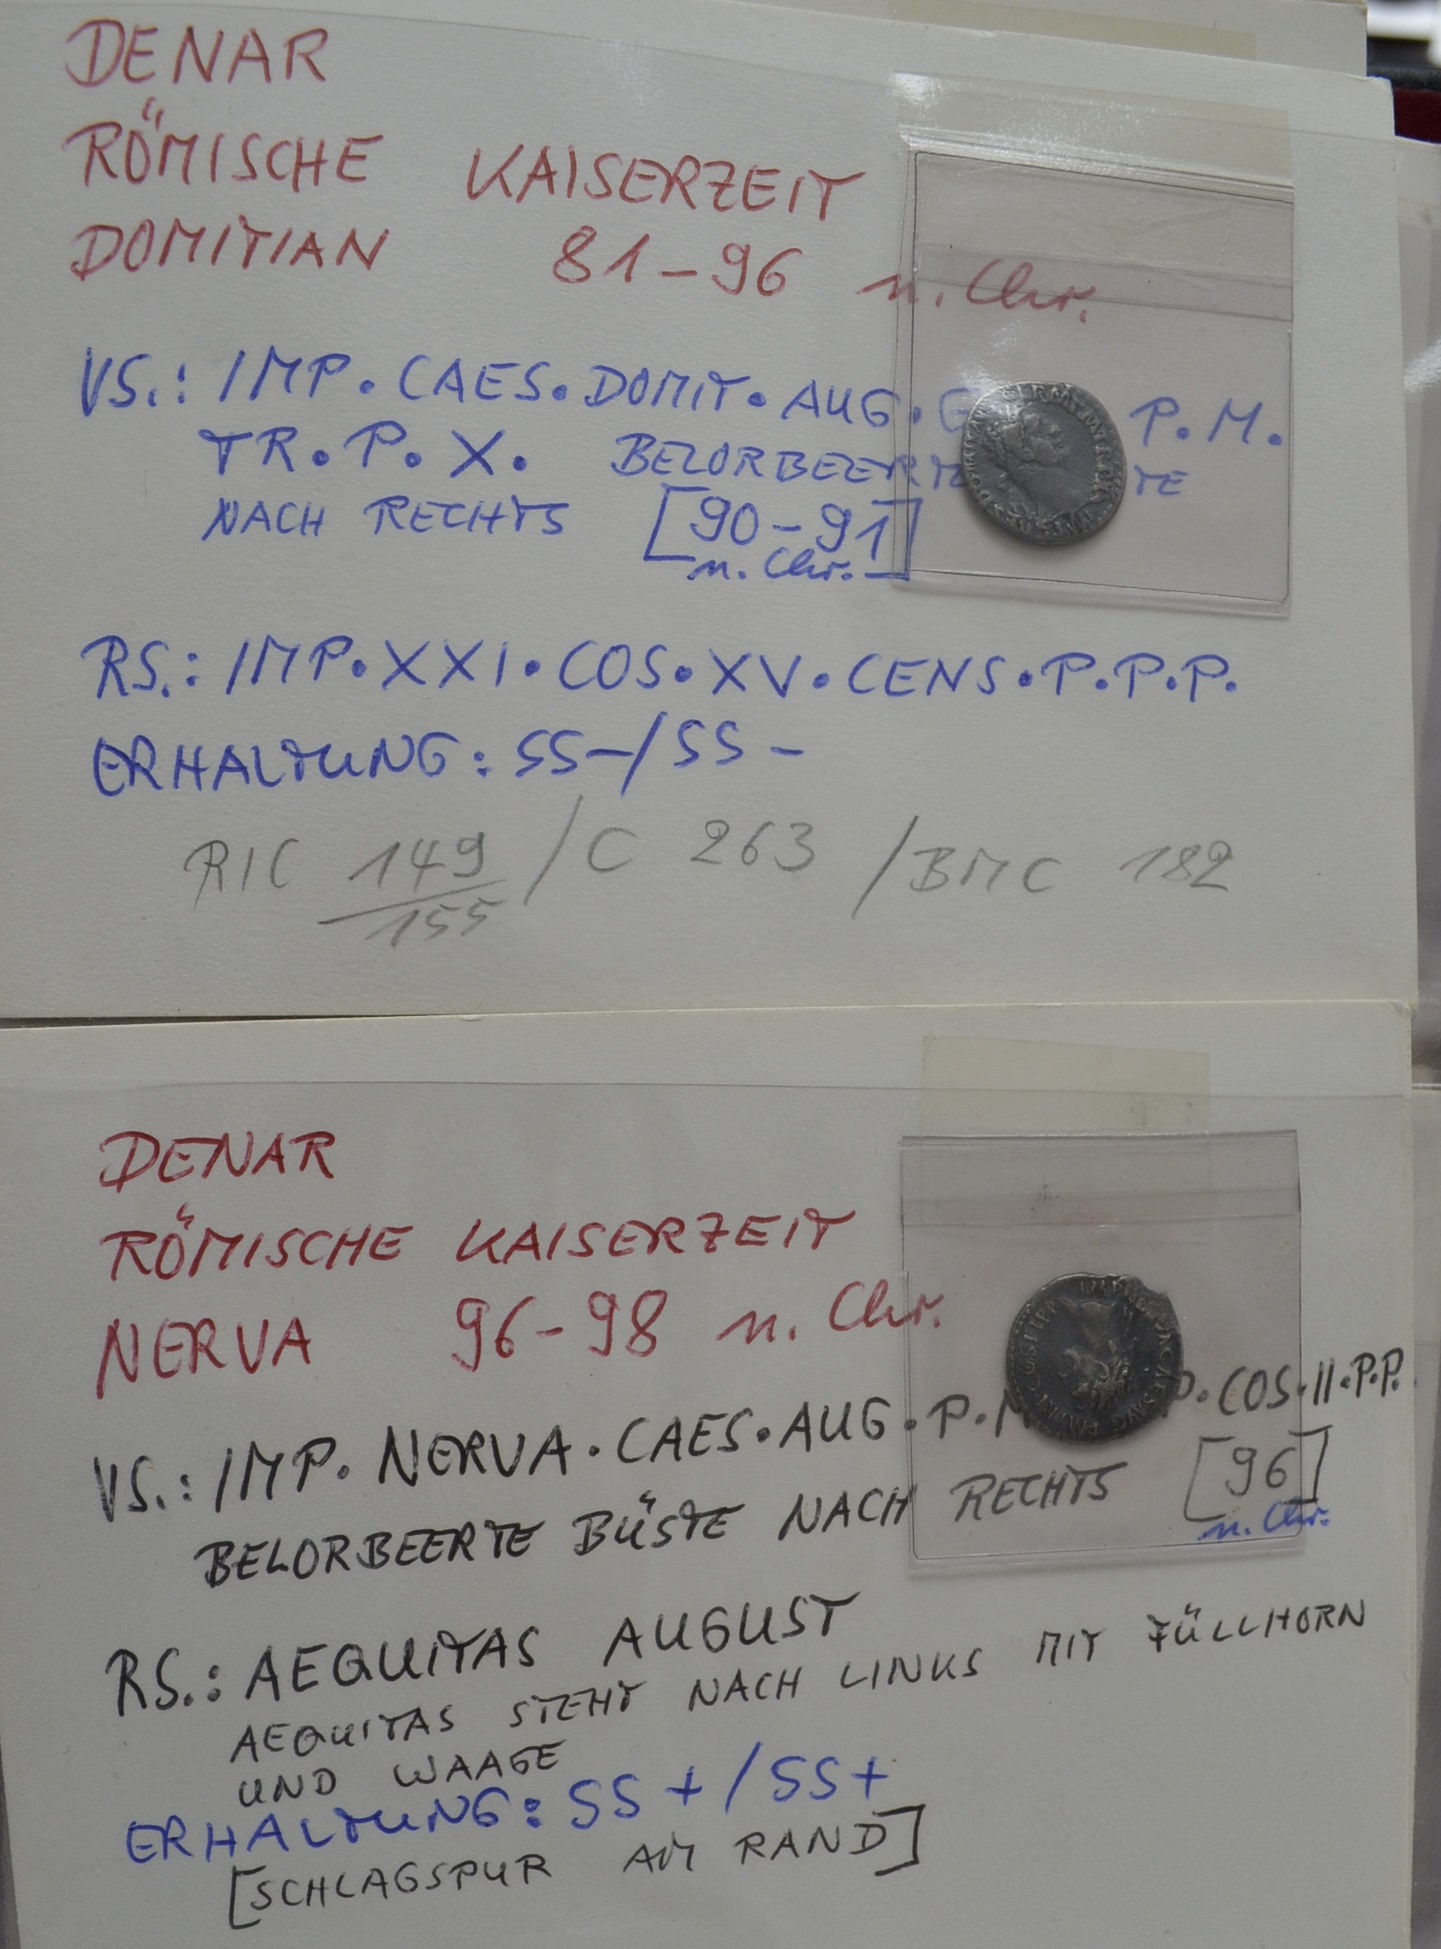 DENAR
RÖMISCHE KAISERZEIT
DOMITIAN 81-96 n. Chr.
VS.: IMP. CAES. DOMIT. AUG. G P.M.
TR. P. X. BELORBEERTE TE
NACH RECHTS [90-91]
n. Chr.
RS.: IMP. XXI. COS. XV. CENS. P.P.P.
ERHALTUNG: SS-/SS-
RIC 149 / C 263 / BMC 182
155
DENAR
RÖMISCHE KAISERZEIT
NERVA 96-98 n. Chr.
VS.: IMP. NERVA. CAES. AUG. P.M P. COS. II. P.P.
BELORBEERTE BÜSTE NACH RECHTS [96]
n. Chr.
RS.: AEQUITAS AUGUST
AEQUITAS STEHT NACH LINKS MIT FÜLLHORN
UND WAAGE
ERHALTUNG: SS+/SS+
[SCHLAGSPUR AM RAND]